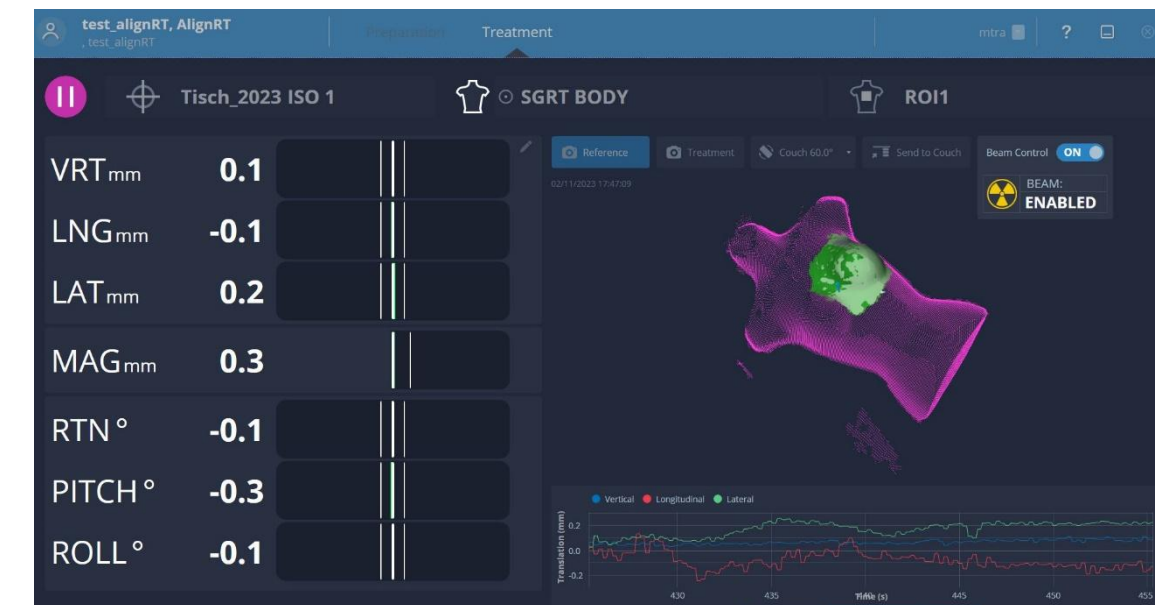 test_alignRT, AlignRT
, test_alignRT
Preparation
Treatment
mtra
?
Tisch_2023 ISO 1
SGRT BODY
ROI1
VRT mm 0.1
LNG mm -0.1
LAT mm 0.2
MAG mm 0.3
RTN ° -0.1
PITCH ° -0.3
ROLL ° -0.1
Reference
Treatment
Couch 60.0°
Send to Couch
Beam Control ON
02/11/2023 17:47:09
BEAM:
ENABLED
Vertical Longitudinal Lateral
Translation (mm)
0.2
0.0
-0.2
430 435 440 445 450 455
Time (s)